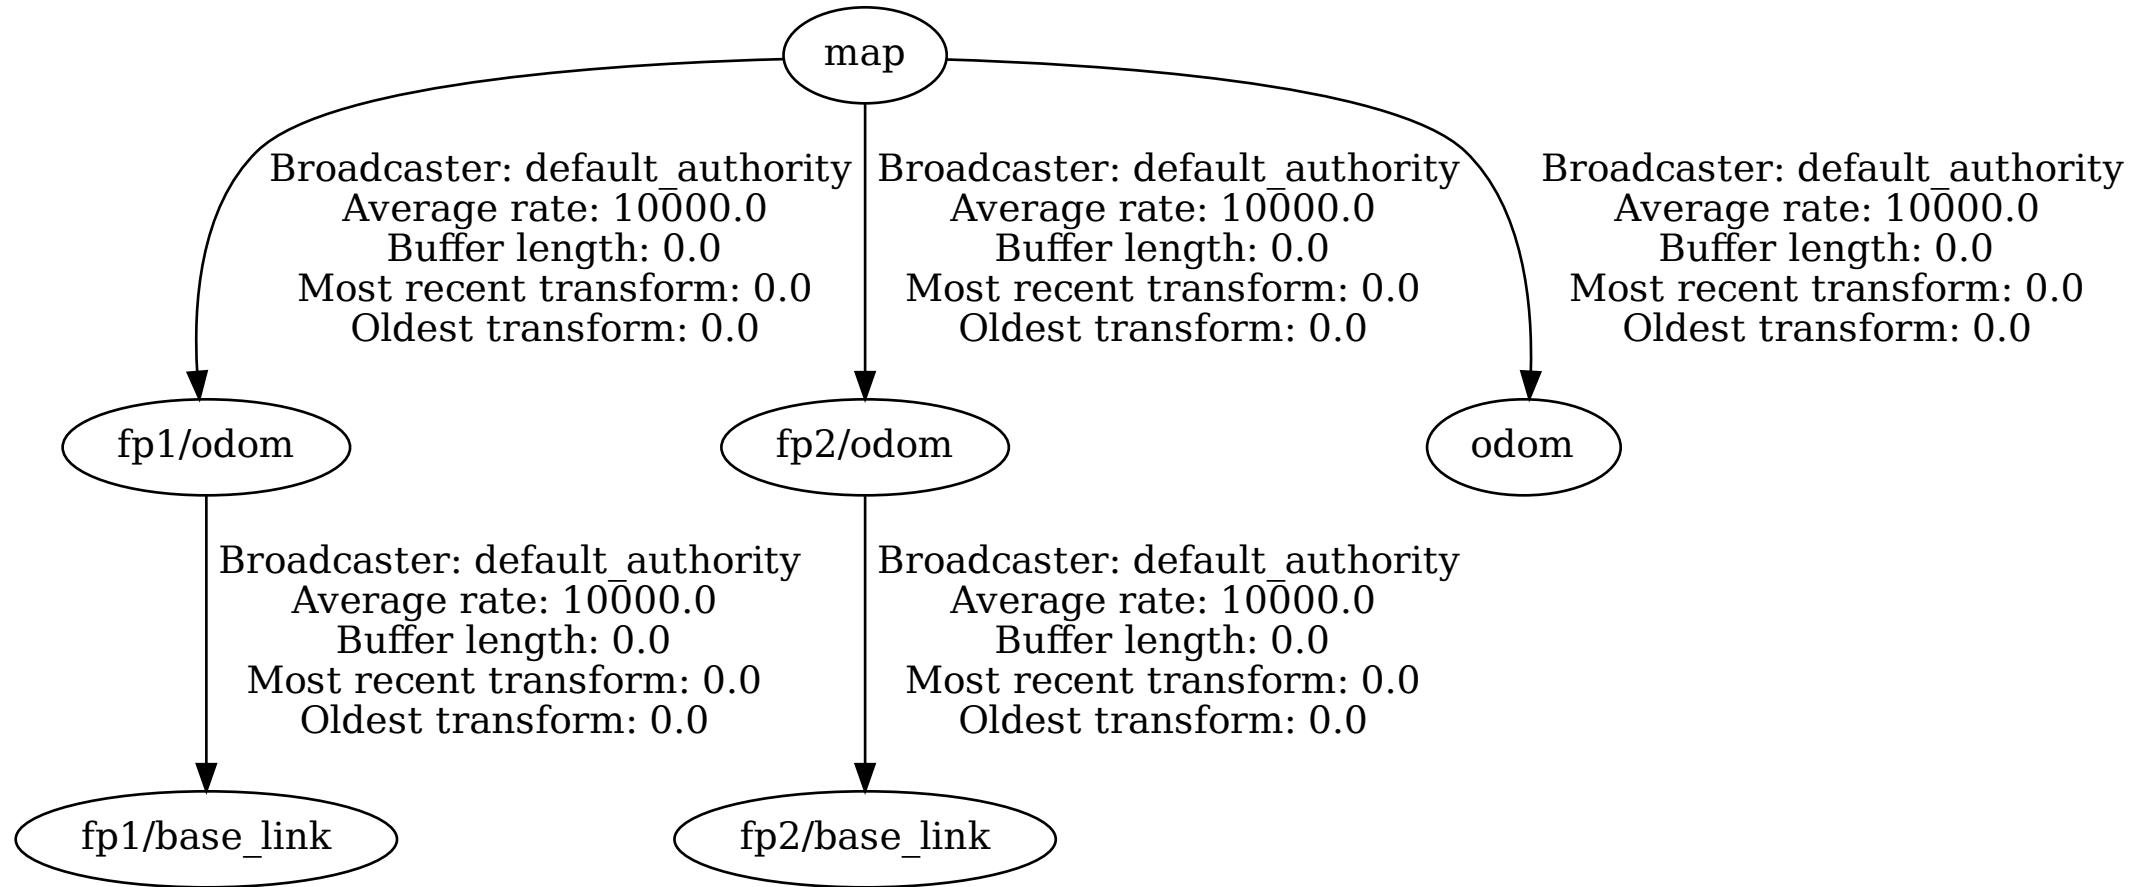 map
Broadcaster: default_authority
Average rate: 10000.0
Buffer length: 0.0
Most recent transform: 0.0
Oldest transform: 0.0
Broadcaster: default_authority
Average rate: 10000.0
Buffer length: 0.0
Most recent transform: 0.0
Oldest transform: 0.0
Broadcaster: default_authority
Average rate: 10000.0
Buffer length: 0.0
Most recent transform: 0.0
Oldest transform: 0.0
fp1/odom
fp2/odom
odom
Broadcaster: default_authority
Average rate: 10000.0
Buffer length: 0.0
Most recent transform: 0.0
Oldest transform: 0.0
Broadcaster: default_authority
Average rate: 10000.0
Buffer length: 0.0
Most recent transform: 0.0
Oldest transform: 0.0
fp1/base_link
fp2/base_link